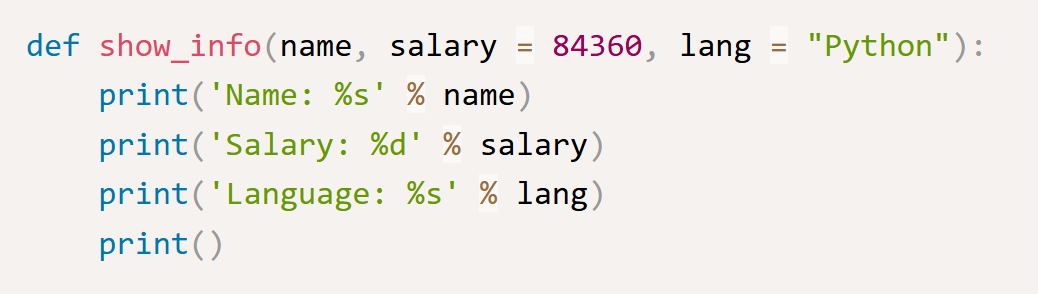 def show_info(name, salary = 84360, lang = "Python"):
    print('Name: %s' % name)
    print('Salary: %d' % salary)
    print('Language: %s' % lang)
    print()